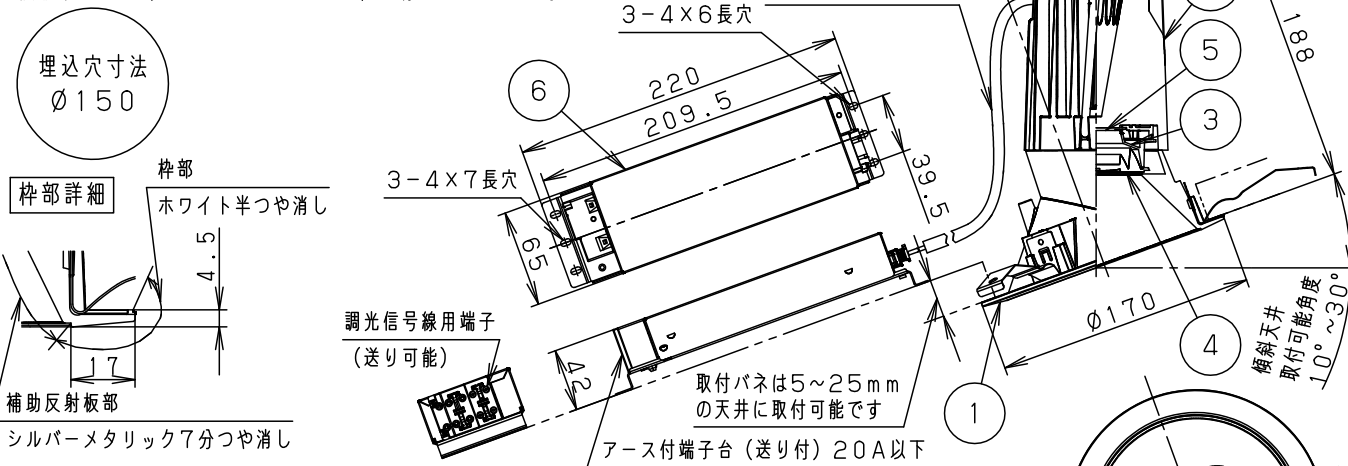 埋込穴寸法
Ø150
枠部詳細
枠部
ホワイト半つや消し
4.5
17
補助反射板部
シルバーメタリック7分つや消し
3-4×6長穴
6
220
209.5
3-4×7長穴
65
39.5
調光信号線用端子
(送り可能)
42
取付バネは5~25mm
の天井に取付可能です
アース付端子台(送り付)20A以下
5
3
188
Ø170
4
1
傾斜天井
取付可能角度
10°~30°